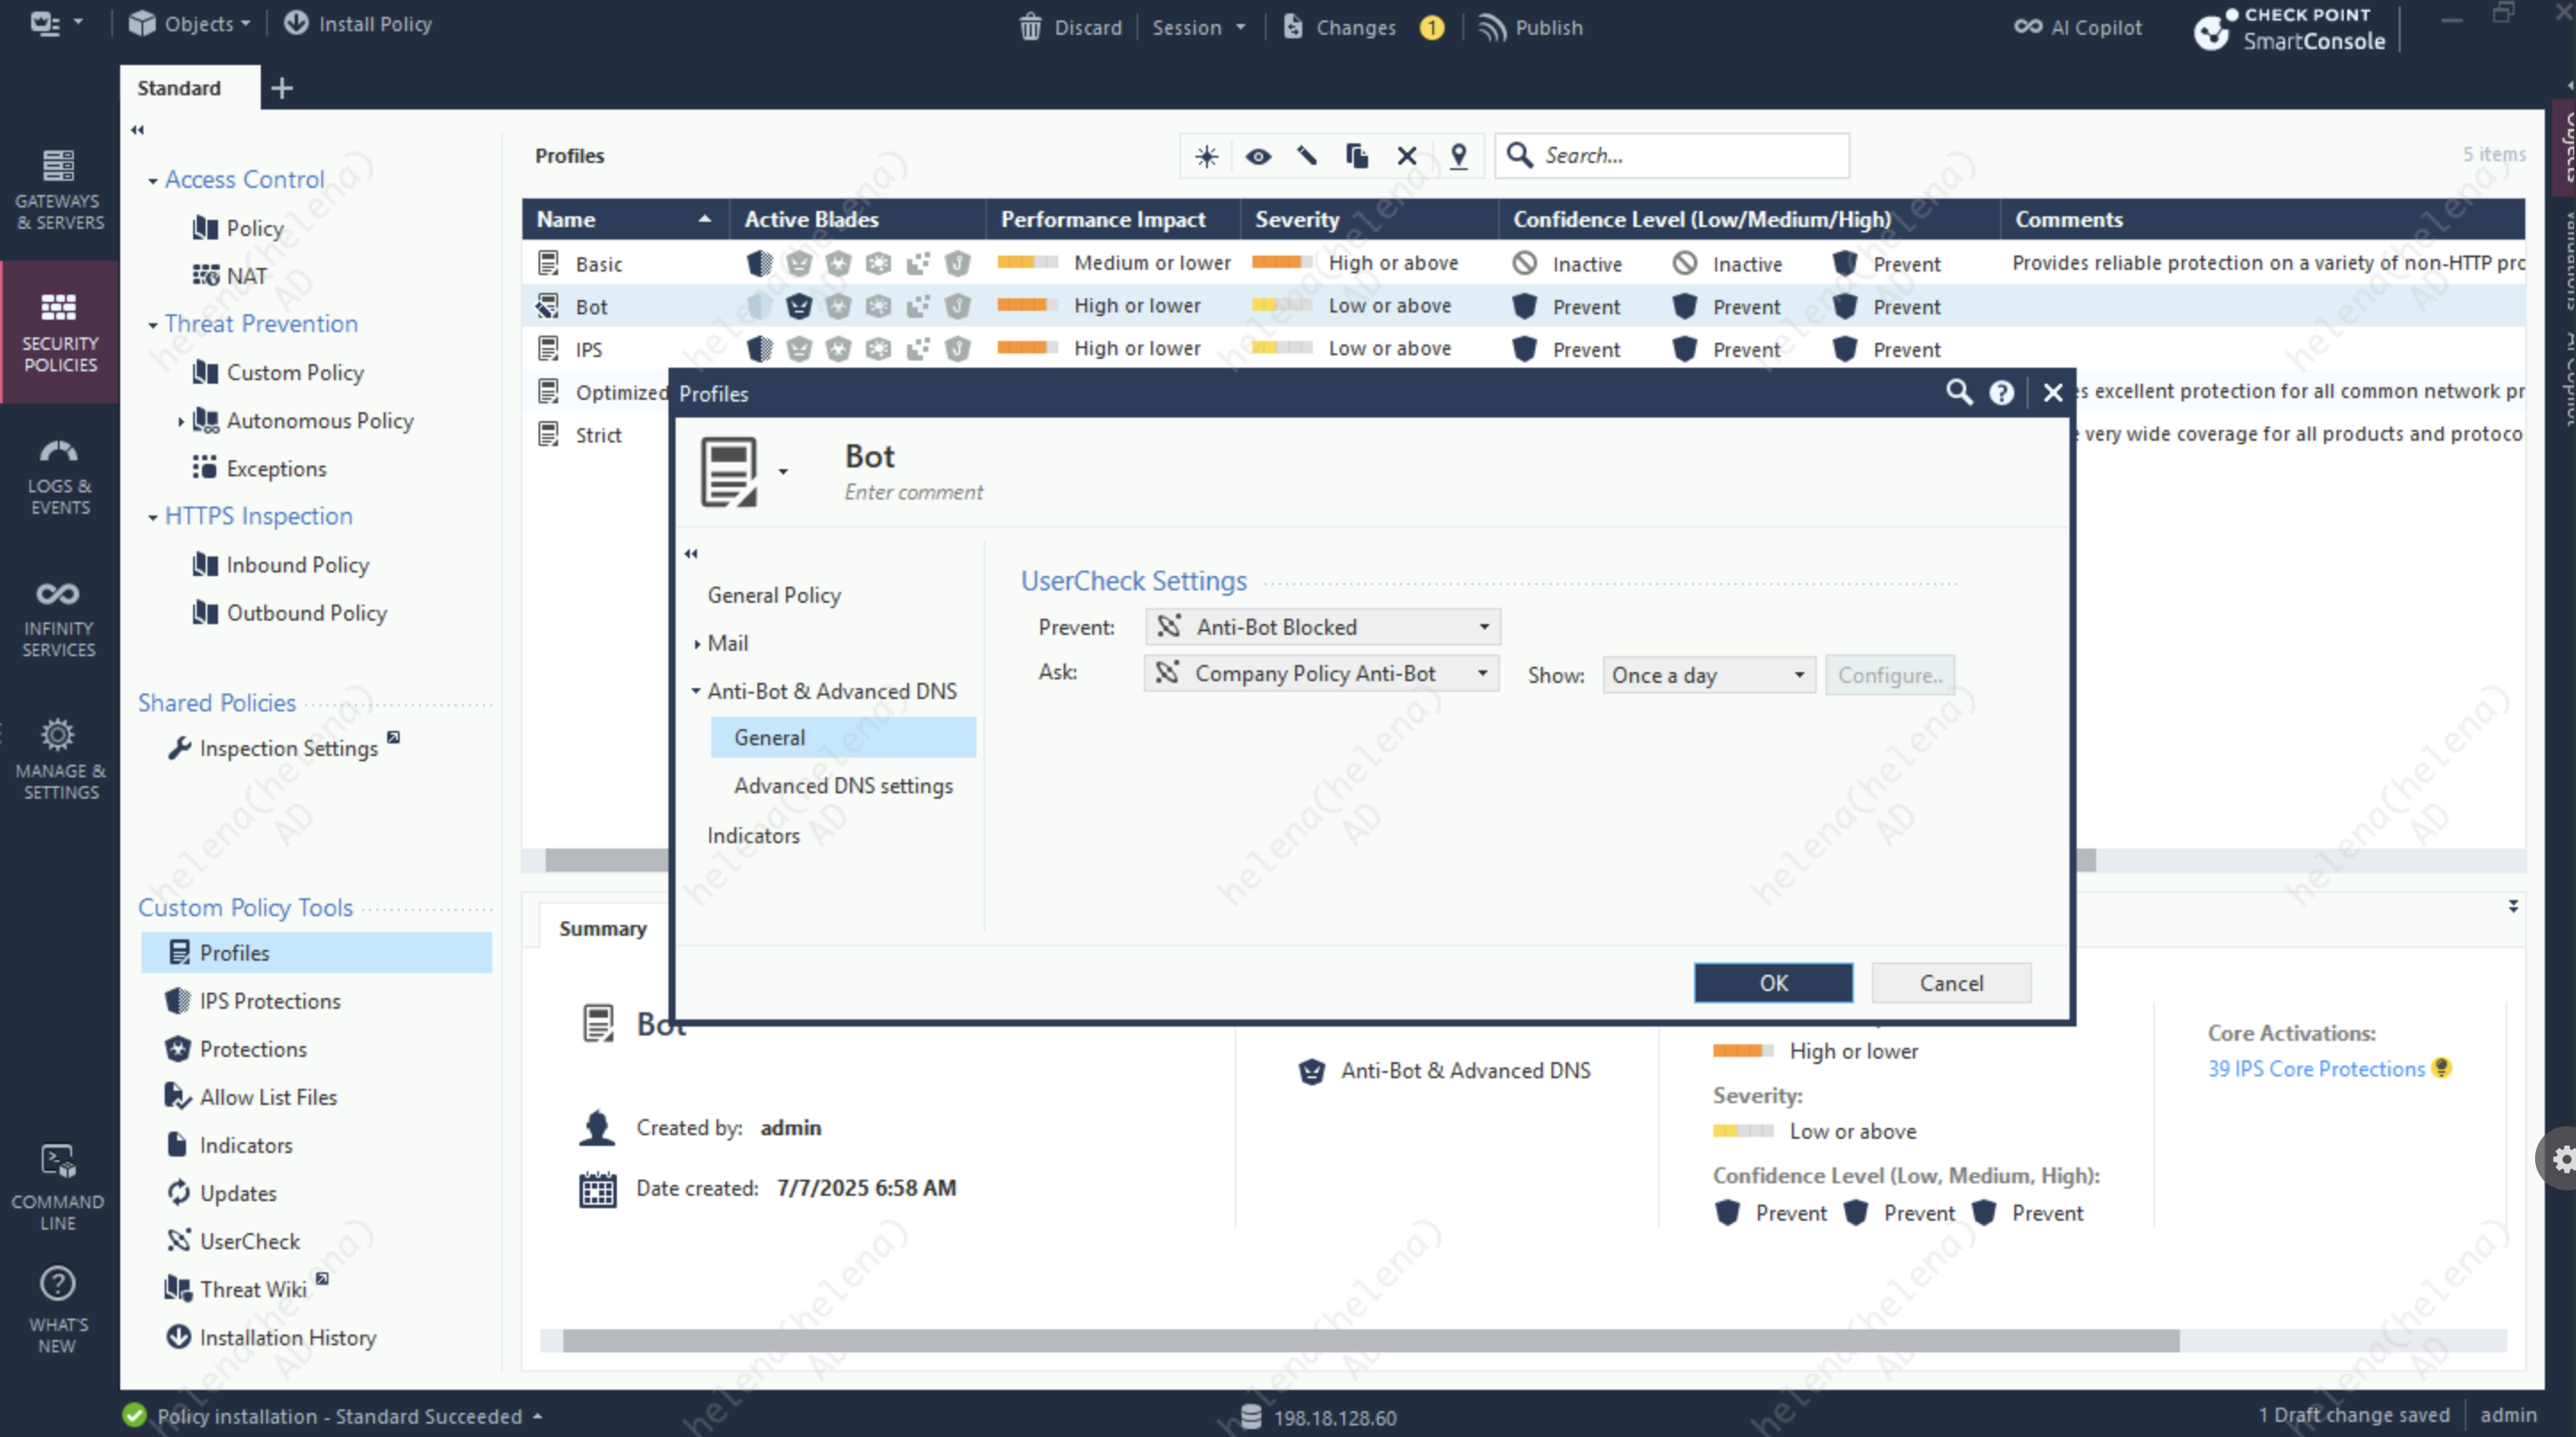 Objects
Install Policy
Discard
Session
Changes
1
Publish
AI Copilot
CHECK POINT
SmartConsole
Standard
GATEWAYS
& SERVERS
SECURITY
POLICIES
LOGS &
EVENTS
INFINITY
SERVICES
MANAGE &
SETTINGS
COMMAND
LINE
WHAT'S
NEW
Access Control
Policy
NAT
Threat Prevention
Custom Policy
Autonomous Policy
Exceptions
HTTPS Inspection
Inbound Policy
Outbound Policy
Shared Policies
Inspection Settings
Custom Policy Tools
Profiles
IPS Protections
Protections
Allow List Files
Indicators
Updates
UserCheck
Threat Wiki
Installation History
Profiles
Search...
5 items
Name Active Blades Performance Impact Severity Confidence Level (Low/Medium/High) Comments
Basic Medium or lower High or above Inactive Inactive Prevent Provides reliable protection on a variety of non-HTTP pro
Bot High or lower Low or above Prevent Prevent Prevent
IPS High or lower Low or above Prevent Prevent Prevent
Optimized es excellent protection for all common network pr
Strict very wide coverage for all products and protoco
Profiles
Bot
Enter comment
General Policy
Mail
Anti-Bot & Advanced DNS
General
Advanced DNS settings
Indicators
UserCheck Settings
Prevent: Anti-Bot Blocked
Ask: Company Policy Anti-Bot Show: Once a day Configure..
OK Cancel
Summary
Bot
Created by: admin
Date created: 7/7/2025 6:58 AM
Anti-Bot & Advanced DNS
High or lower
Severity:
Low or above
Confidence Level (Low, Medium, High):
Prevent Prevent Prevent
Core Activations:
39 IPS Core Protections
Objects
Validations
AI Copilot
Policy installation - Standard Succeeded
198.18.128.60
1 Draft change saved
admin
helena(helena)
AD